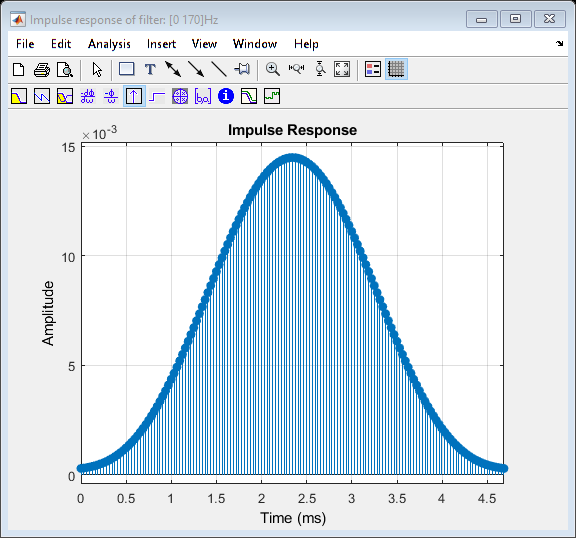 Impulse response of filter: [0 170]Hz
File Edit Analysis Insert View Window Help
T
[b,a]
i
Impulse Response
×10-3
15
10
5
0
Amplitude
0 0.5 1 1.5 2 2.5 3 3.5 4 4.5
Time (ms)